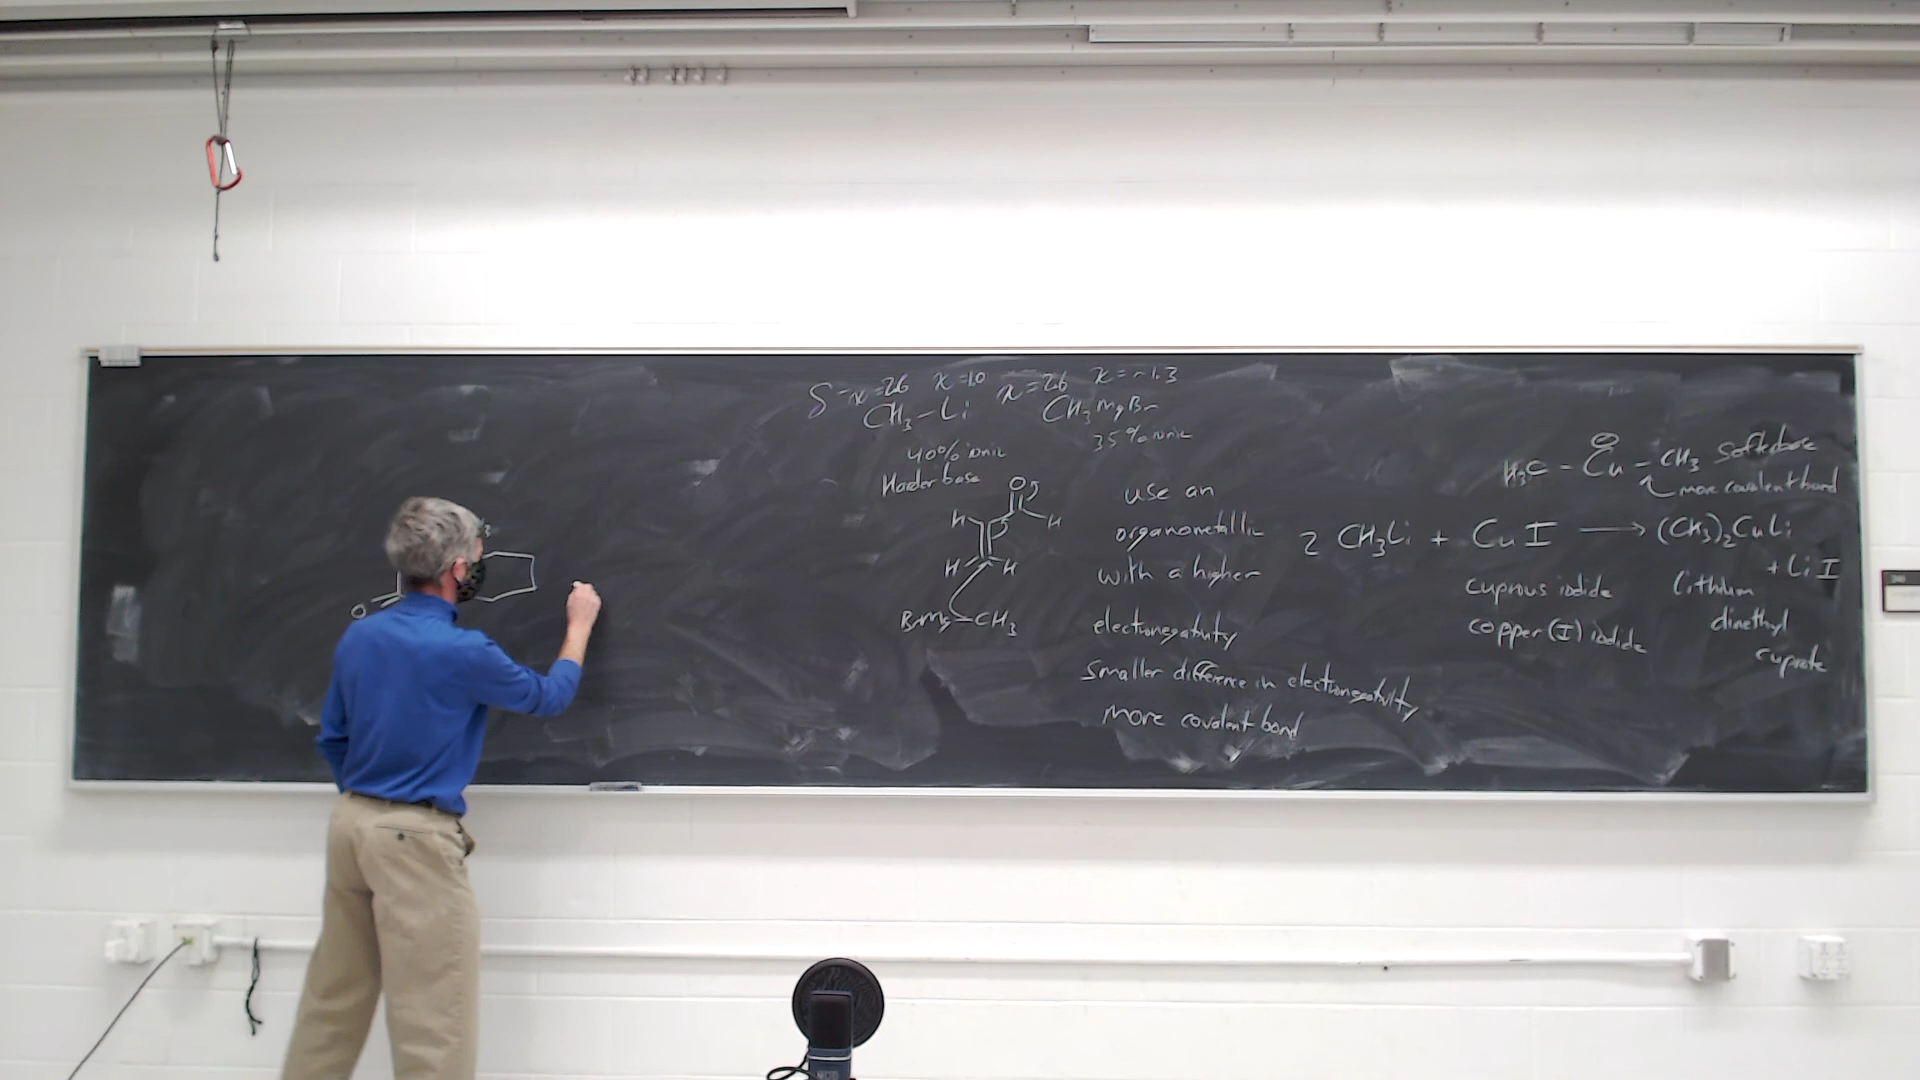 δ- x=2.6 x=1.0 x=2.6 x=~1.3
CH₃-Li CH₃MgBr
40% ionic 35% ionic
Harder base
O
H H
H H
BrMg-CH₃
use an
organometallic
with a higher
electronegativity
smaller difference in electronegativity
more covalent bond
⊖
H₃C - Cu - CH₃ softer base
more covalent bond
2 CH₃Li + CuI ⟶ (CH₃)₂CuLi
+ LiI
cuprous iodide
copper(I) iodide
lithium
dimethyl
cuprate
O